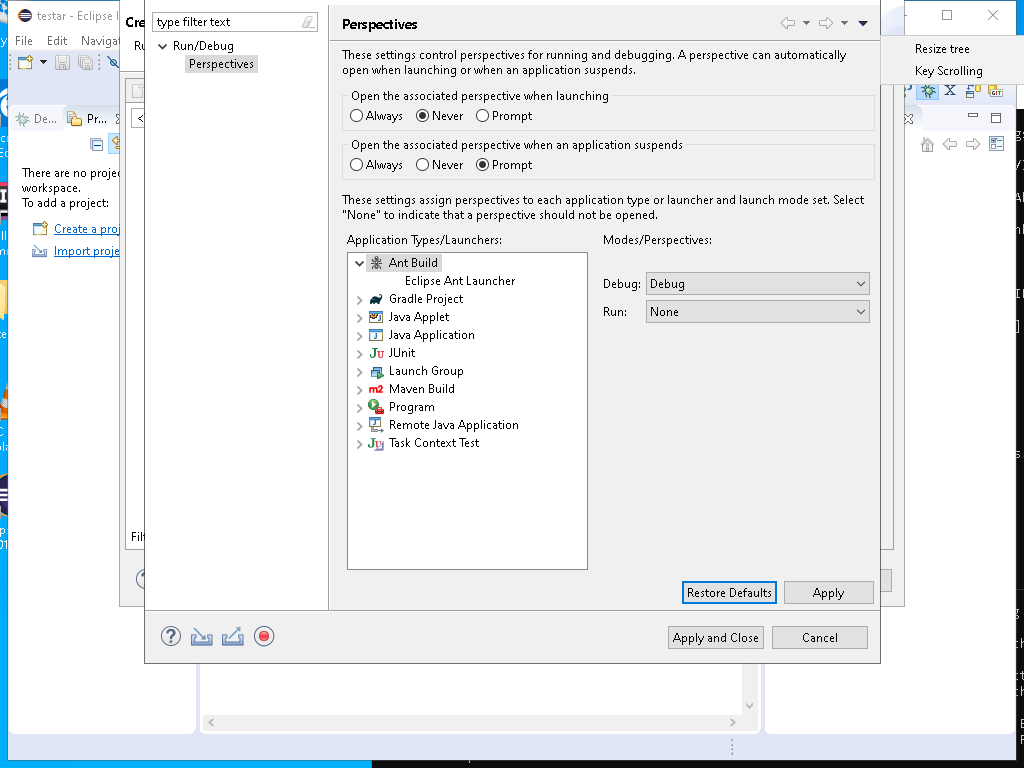 testar - Eclipse I
File Edit Navigat
De...
Pr...
There are no proje
workspace.
To add a project:
Create a proj
Import proje
Cre
Ru
Filt
type filter text
Run/Debug
Perspectives
Perspectives
These settings control perspectives for running and debugging. A perspective can automatically
open when launching or when an application suspends.
Open the associated perspective when launching
Always Never Prompt
Open the associated perspective when an application suspends
Always Never Prompt
These settings assign perspectives to each application type or launcher and launch mode set. Select
"None" to indicate that a perspective should not be opened.
Application Types/Launchers:
Modes/Perspectives:
Ant Build
Eclipse Ant Launcher
Gradle Project
Java Applet
Java Application
JUnit
Launch Group
Maven Build
Program
Remote Java Application
Task Context Test
Debug: Debug
Run: None
Restore Defaults
Apply
Apply and Close
Cancel
Resize tree
Key Scrolling